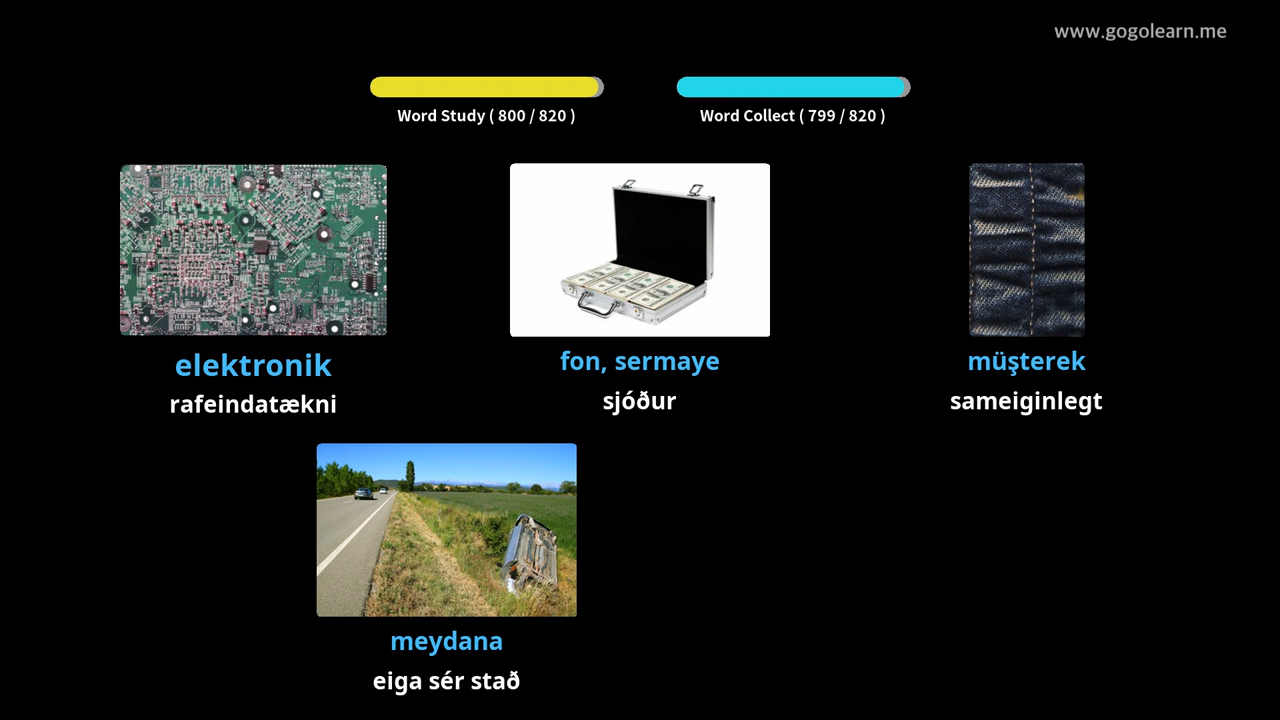 www.gogolearn.me
Word Study ( 800 / 820 )
Word Collect ( 799 / 820 )
elektronik
rafeindatækni
fon, sermaye
sjóður
müşterek
sameiginlegt
meydana
eiga sér stað